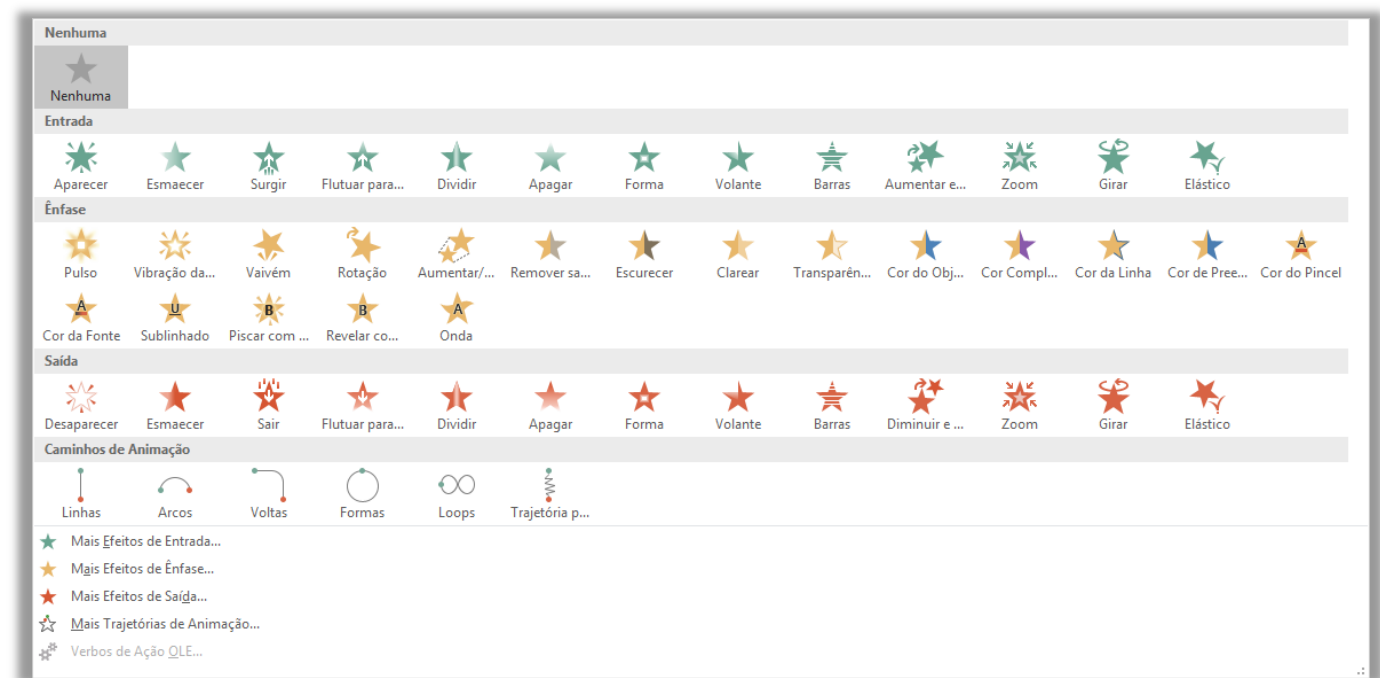 Nenhuma
Nenhuma
Entrada
Aparecer Esmaecer Surgir Flutuar para... Dividir Apagar Forma Volante Barras Aumentar e... Zoom Girar Elástico
Ênfase
Pulso Vibração da... Vaivém Rotação Aumentar/... Remover sa... Escurecer Clarear Transparên... Cor do Obj... Cor Compl... Cor da Linha Cor de Pree... Cor do Pincel
Cor da Fonte Sublinhado Piscar com ... Revelar co... Onda
Saída
Desaparecer Esmaecer Sair Flutuar para... Dividir Apagar Forma Volante Barras Diminuir e ... Zoom Girar Elástico
Caminhos de Animação
Linhas Arcos Voltas Formas Loops Trajetória p...
Mais Efeitos de Entrada...
Mais Efeitos de Ênfase...
Mais Efeitos de Saída...
Mais Trajetórias de Animação...
Verbos de Ação OLE...